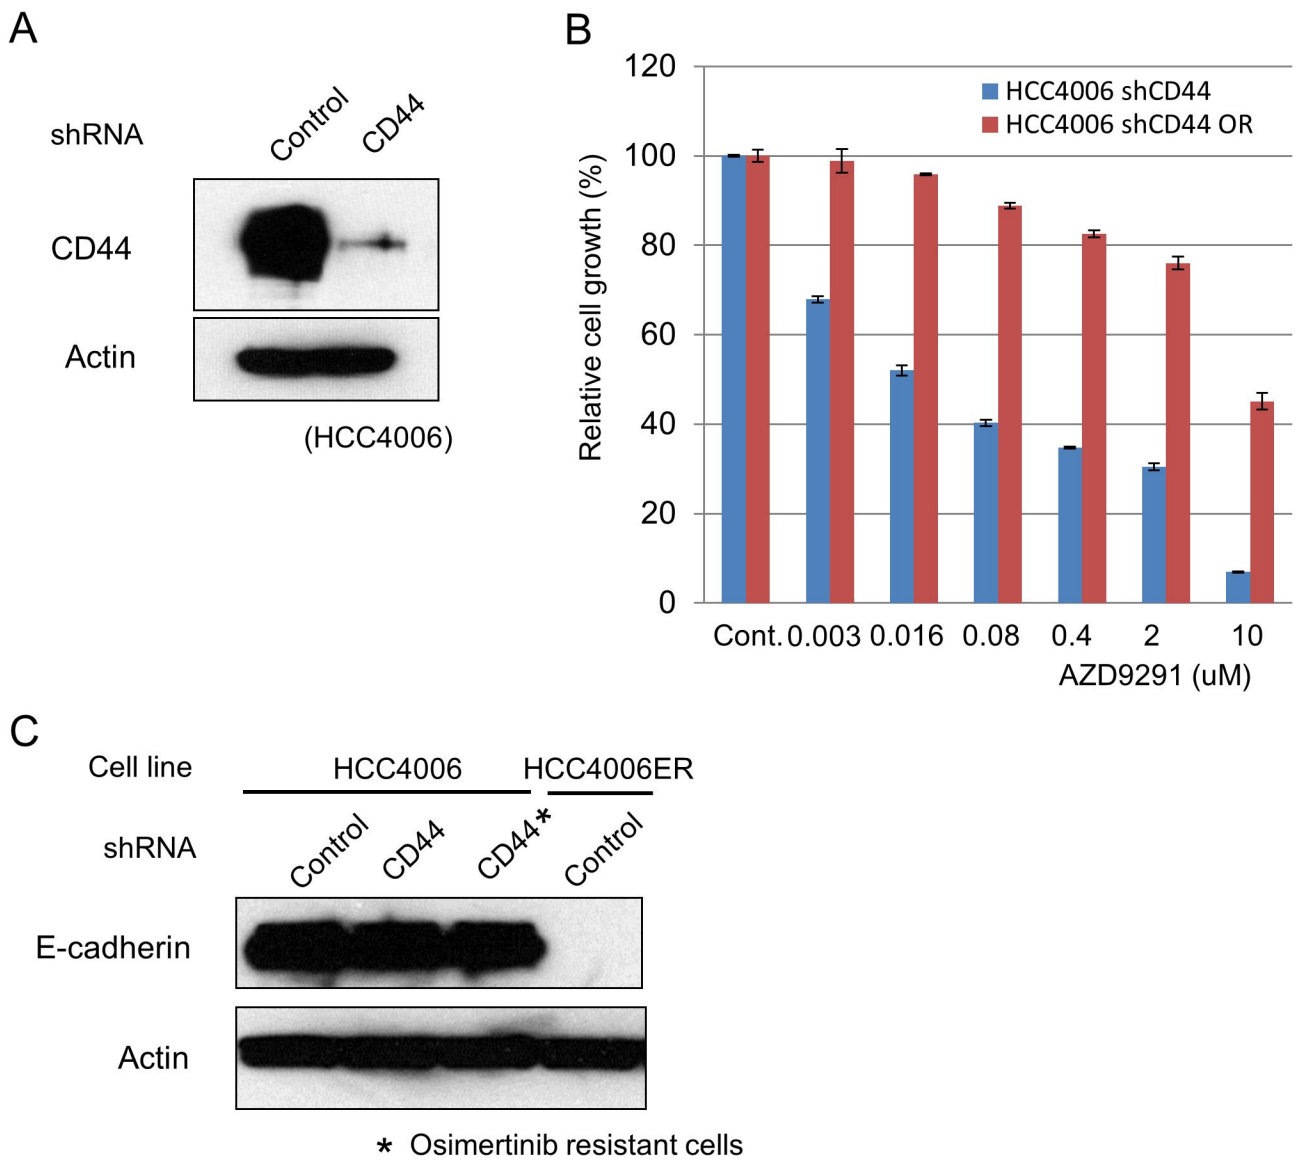 A
shRNA
Control
CD44
CD44
Actin
(HCC4006)
B
120
100
80
60
40
20
0
Relative cell growth (%)
HCC4006 shCD44
HCC4006 shCD44 OR
Cont. 0.003 0.016 0.08 0.4 2 10
AZD9291 (uM)
C
Cell line
HCC4006
HCC4006ER
shRNA
Control
CD44
CD44*
Control
E-cadherin
Actin
* Osimertinib resistant cells